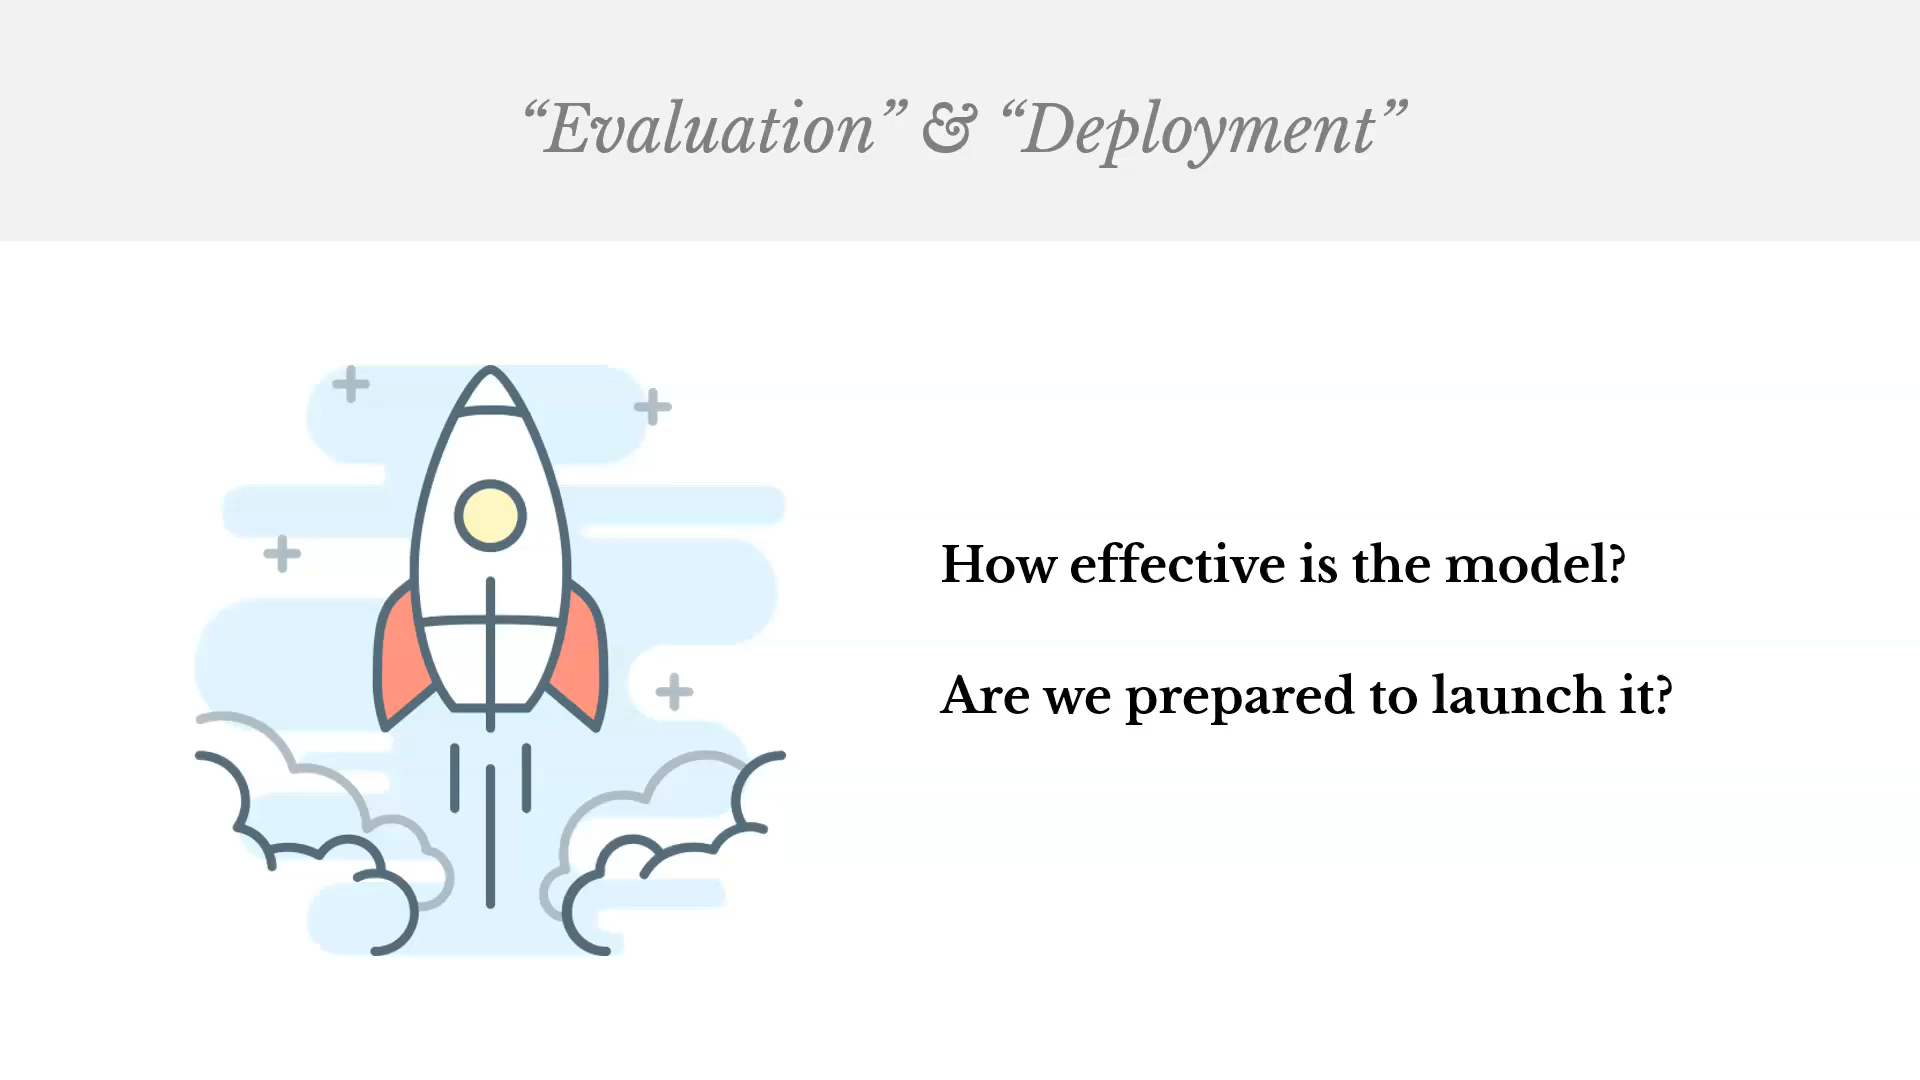 “Evaluation” & “Deployment”
How effective is the model?
Are we prepared to launch it?